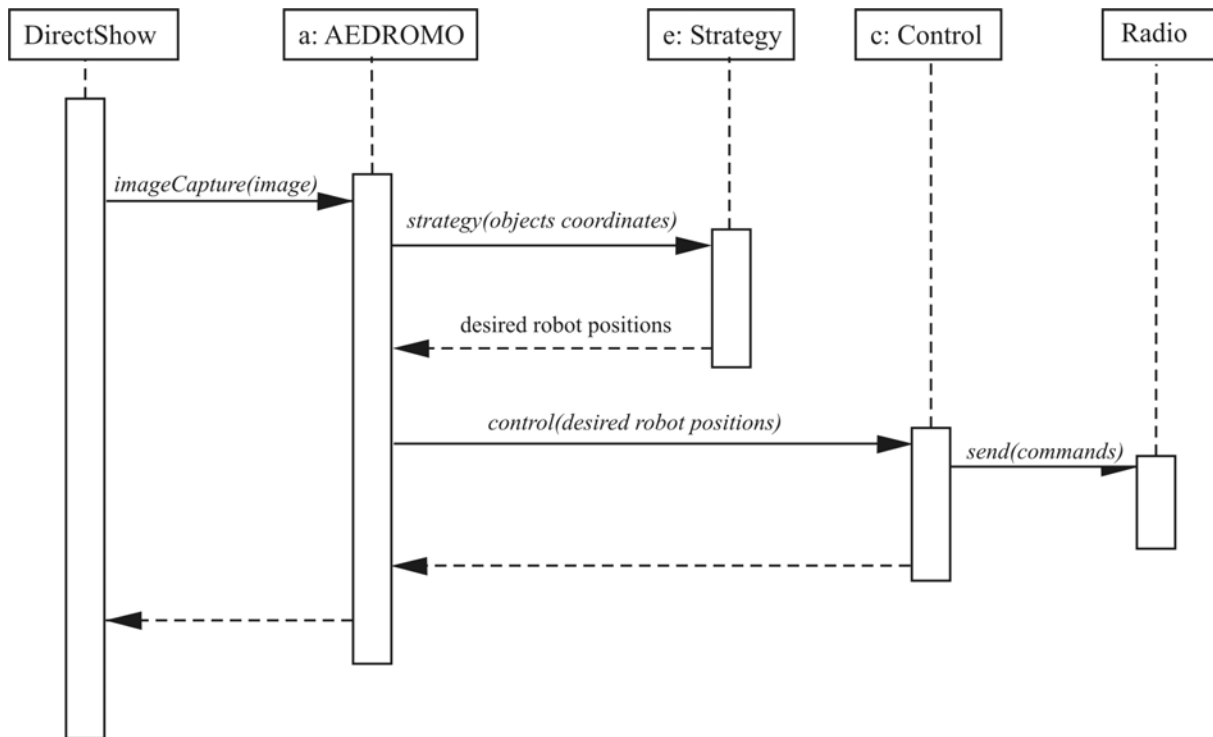 DirectShow
a: AEDROMO
e: Strategy
c: Control
Radio
imageCapture(image)
strategy(objects coordinates)
desired robot positions
control(desired robot positions)
send(commands)